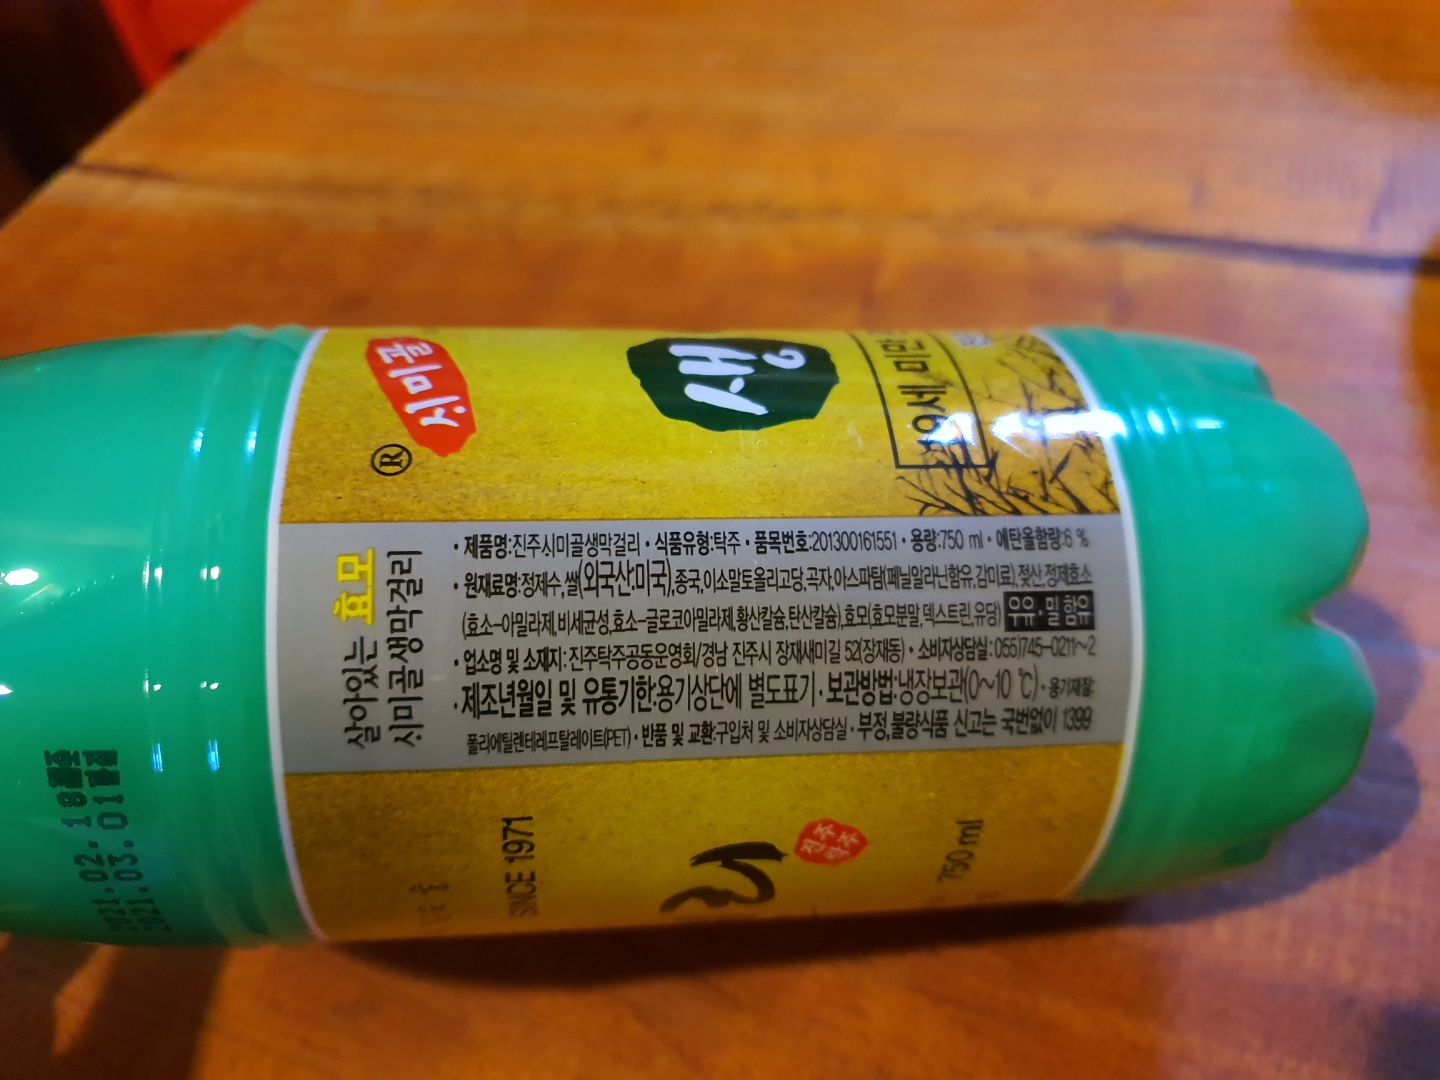 시미골
®
생
19세 미만
살아있는 효모
시미골생막걸리
• 제품명:진주시미골생막걸리 • 식품유형:탁주 • 품목번호:201300161551 • 용량:750 ml • 에탄올함량:6 %
• 원재료명:정제수,쌀(외국산:미국),종국,이소말토올리고당,곡자,아스파탐(페닐알라닌함유,감미료),젖산,정제효소
(효소-아밀라제,비세균성,효소-글로코아밀라제,황산칼슘,탄산칼슘),효모(효모분말,덱스트린,유당) 우유·밀 함유
• 업소명 및 소재지: 진주탁주공동운영회/경남 진주시 장재새미길 52(장재동) • 소비자상담실: 055)745-0211~2
• 제조년월일 및 유통기한:용기상단에 별도표기 • 보관방법:냉장보관(0~10 ℃) • 용기재질:
폴리에틸렌테레프탈레이트(PET) • 반품 및 교환:구입처 및 소비자상담실 • 부정,불량식품 신고는 국번없이 1399
2021.02.18제조
2021.03.01까지
SINCE 1971
리
진주
탁주
750 ml